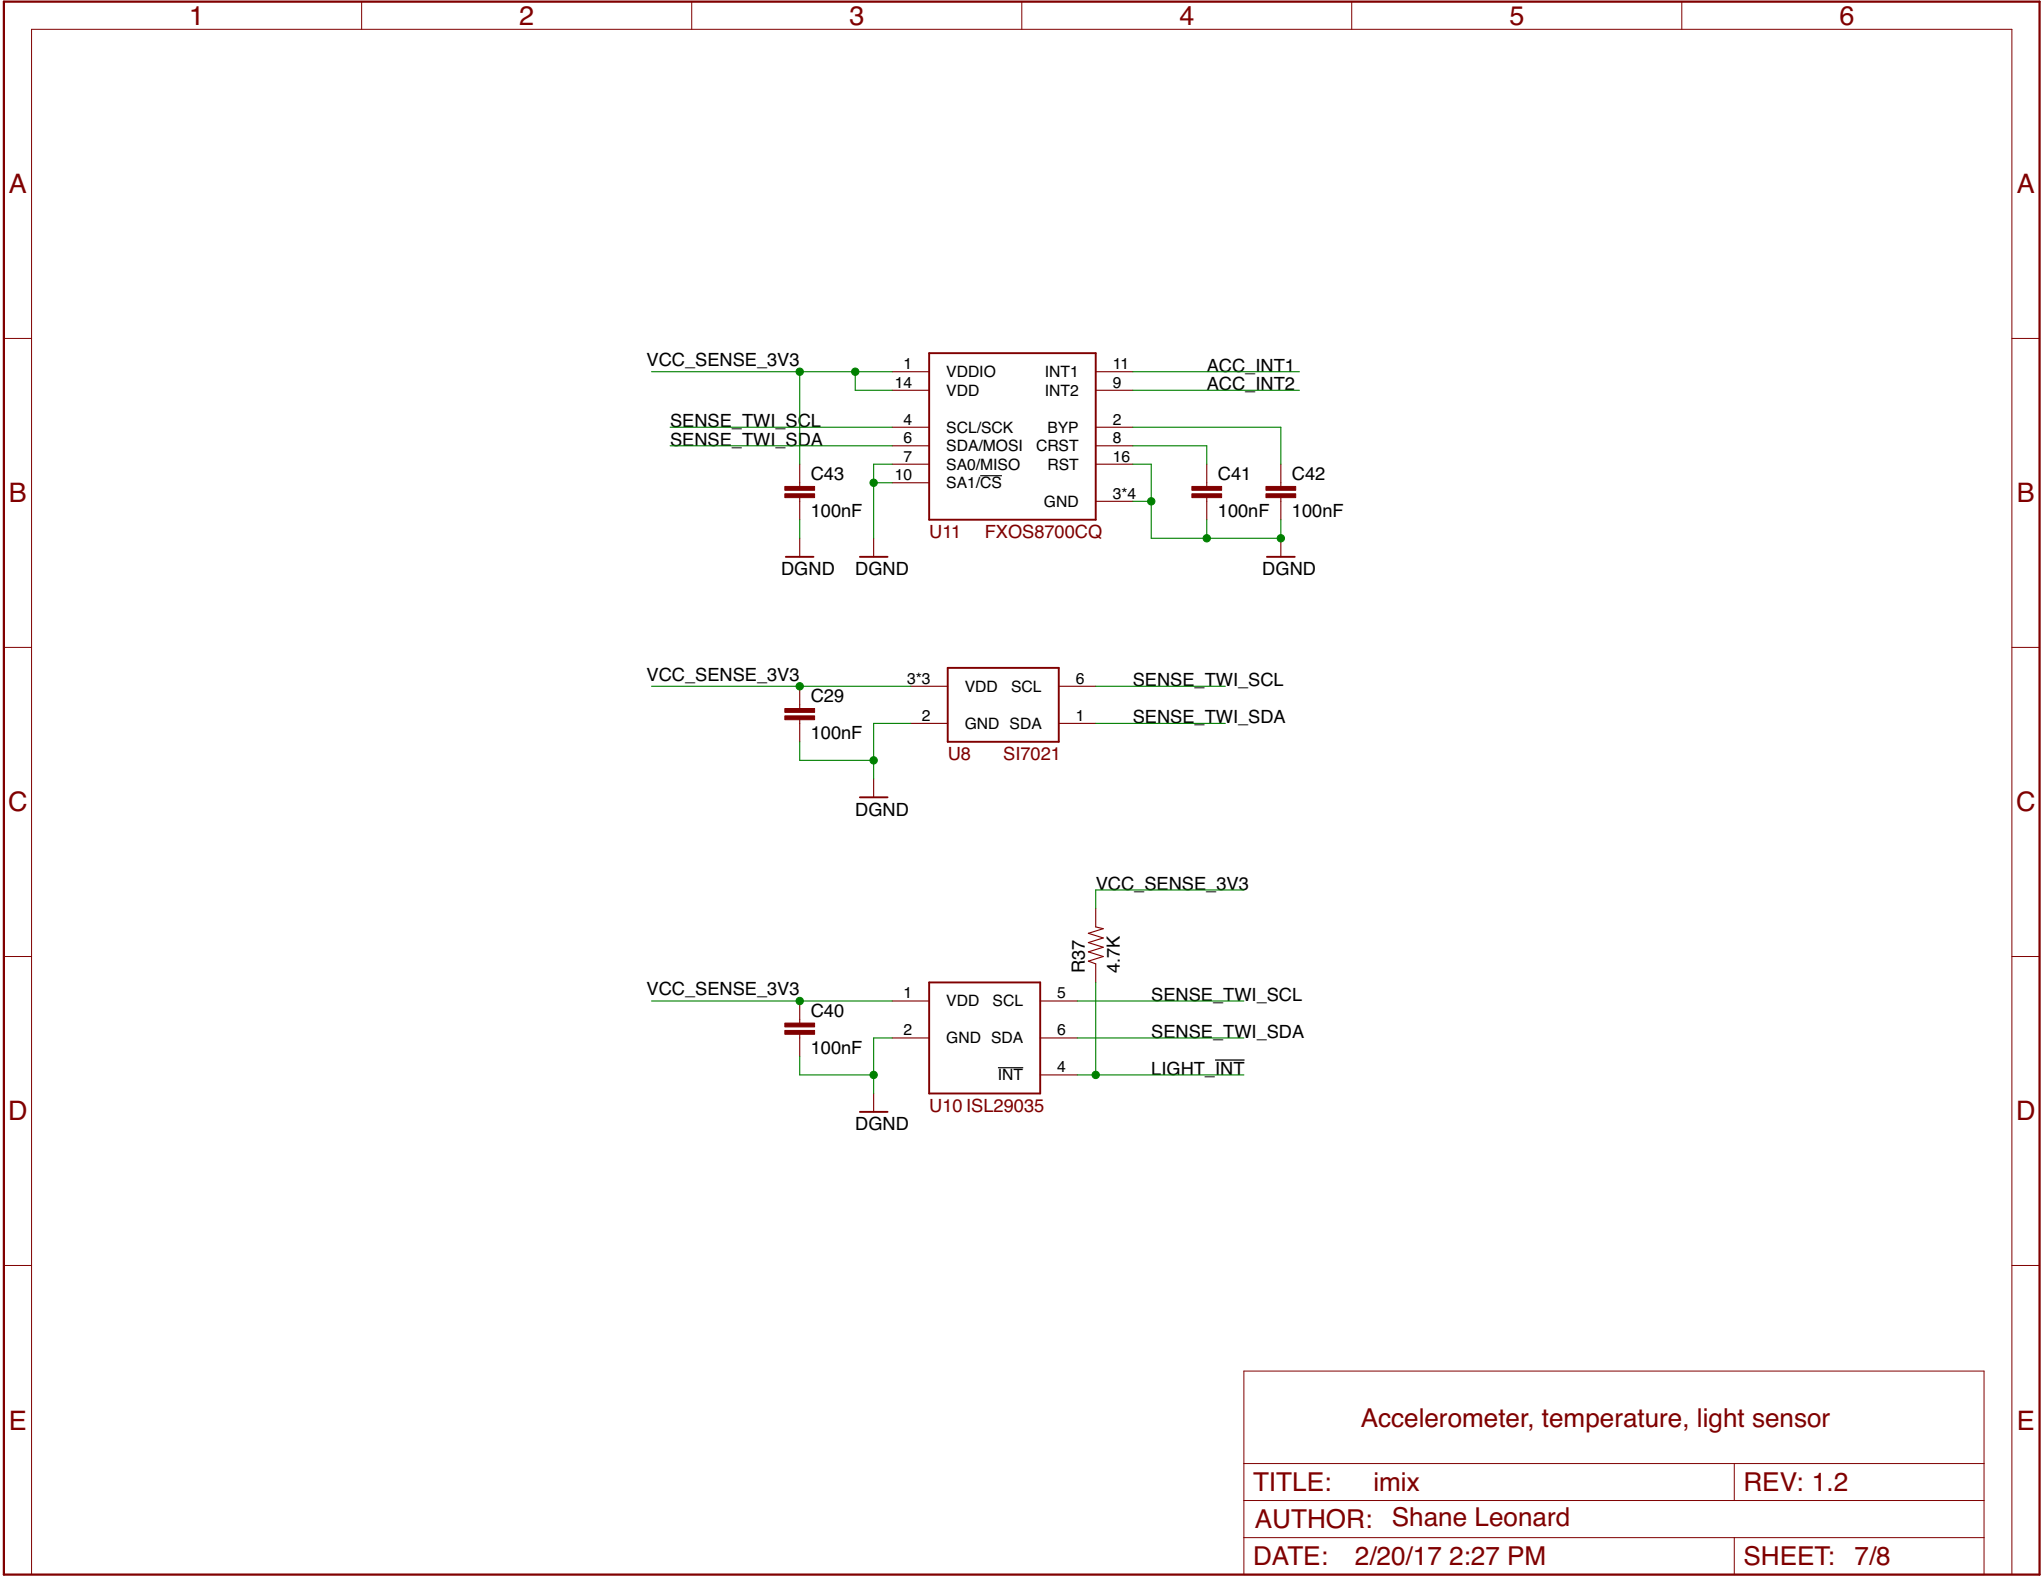 1 2 3 4 5 6
A A
VCC_SENSE_3V3 1 VDDIO INT1 11 ACC_INT1
14 VDD INT2 9 ACC_INT2
SENSE_TWI_SCL 4 SCL/SCK BYP 2
SENSE_TWI_SDA 6 SDA/MOSI CRST 8
7 SA0/MISO RST 16
C43 10 SA1/C̅S̅ C41 C42
B B
100nF GND 3*4 100nF 100nF
U11 FXOS8700CQ
DGND DGND DGND
VCC_SENSE_3V3 3*3 VDD SCL 6 SENSE_TWI_SCL
C29
100nF 2 GND SDA 1 SENSE_TWI_SDA
U8 SI7021
C C
DGND
VCC_SENSE_3V3
R37
4.7K
VCC_SENSE_3V3 1 VDD SCL 5 SENSE_TWI_SCL
C40
100nF 2 GND SDA 6 SENSE_TWI_SDA
I̅N̅T̅ 4 LIGHT_I̅N̅T̅
U10 ISL29035
D D
DGND
E E
Accelerometer, temperature, light sensor
TITLE: imix REV: 1.2
AUTHOR: Shane Leonard
DATE: 2/20/17 2:27 PM SHEET: 7/8